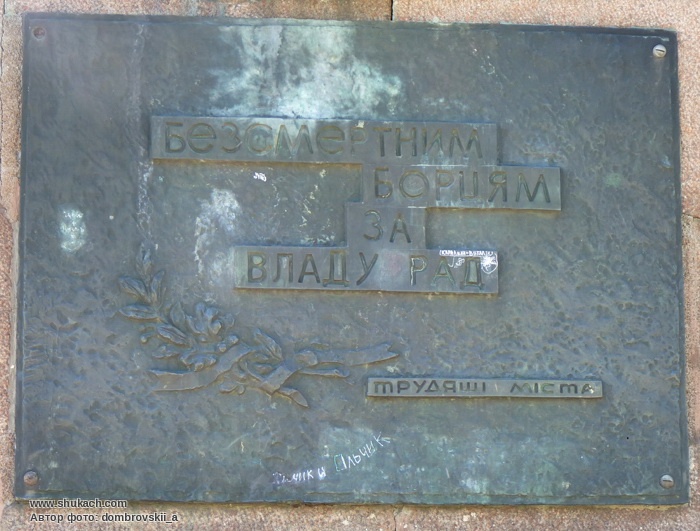 БЕЗСМЕРТНИМ
БОРЦЯМ
ЗА
ВЛАДУ РАД
ТРУДЯЩІ МІСТА
www.shukach.com
Автор фото: dombrovskii_a